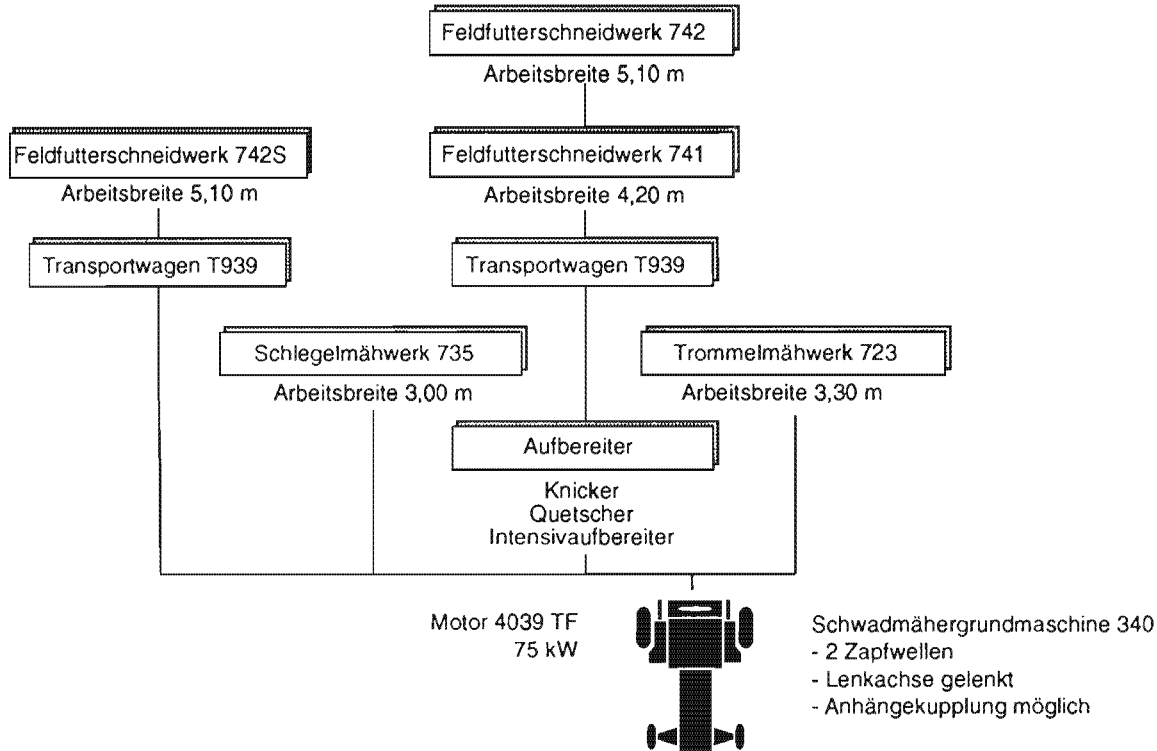 Feldfutterschneidwerk 742
Arbeitsbreite 5,10 m
Feldfutterschneidwerk 742S
Arbeitsbreite 5,10 m
Feldfutterschneidwerk 741
Arbeitsbreite 4,20 m
Transportwagen T939
Transportwagen T939
Schlegelmähwerk 735
Arbeitsbreite 3,00 m
Trommelmähwerk 723
Arbeitsbreite 3,30 m
Aufbereiter
Knicker
Quetscher
Intensivaufbereiter
Motor 4039 TF
75 kW
Schwadmähergrundmaschine 340
- 2 Zapfwellen
- Lenkachse gelenkt
- Anhängekupplung möglich